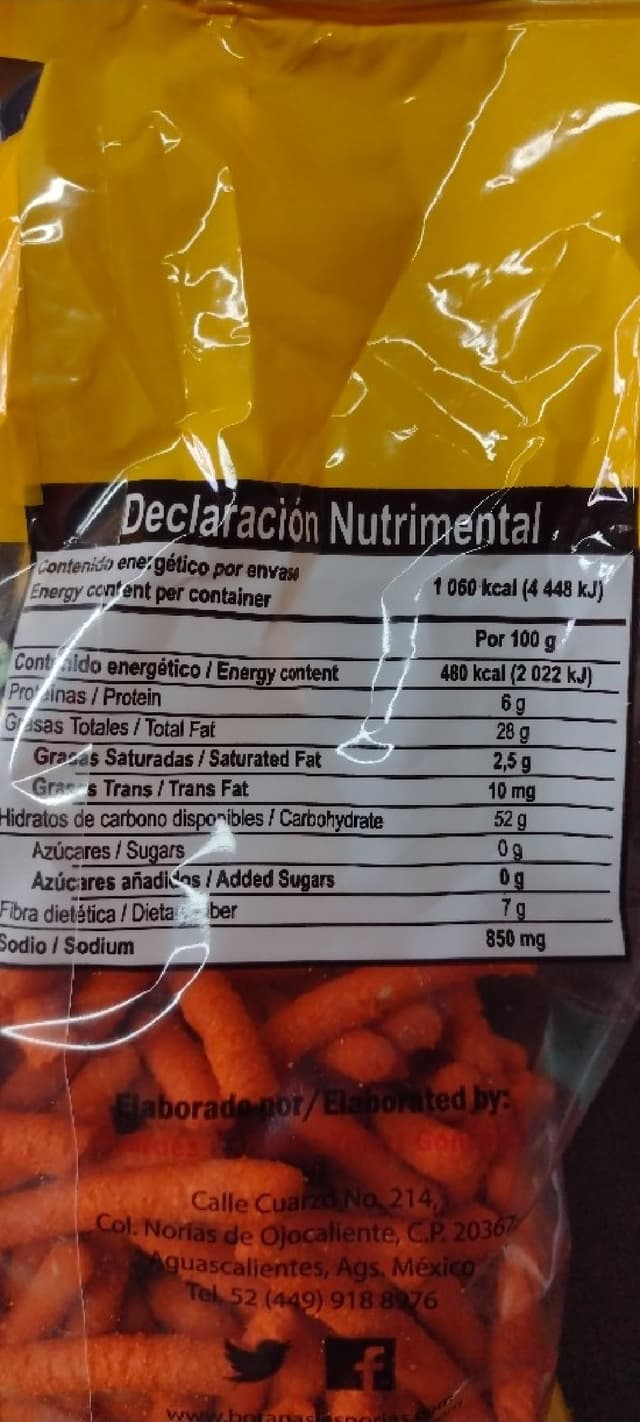 Declaración Nutrimental
Contenido energético por envase
Energy content per container 1 060 kcal (4 448 kJ)
Por 100 g
Contenido energético / Energy content 480 kcal (2 022 kJ)
Proteinas / Protein 6 g
Grasas Totales / Total Fat 28 g
Grasas Saturadas / Saturated Fat 2,5 g
Grasas Trans / Trans Fat 10 mg
Hidratos de carbono disponibles / Carbohydrate 52 g
Azúcares / Sugars 0 g
Azúcares añadidos / Added Sugars 0 g
Fibra dietética / Dietary Fiber 7 g
Sodio / Sodium 850 mg
Elaborado por/Elaborated by:
Calle Cuarzo No. 214,
Col. Norias de Ojocaliente, C.P. 20367
Aguascalientes, Ags. México
Tel. 52 (449) 918 8976